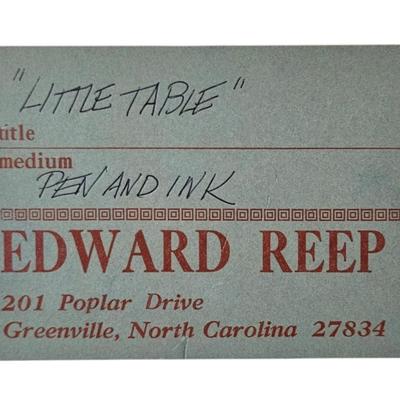 "LITTLE TABLE"
title
medium
PEN AND INK
EDWARD REEP
201 Poplar Drive
Greenville, North Carolina 27834